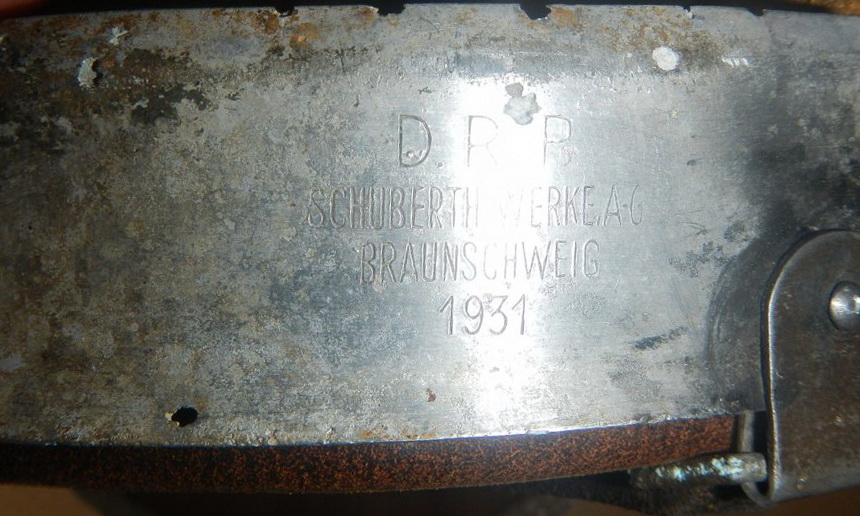 D.R.P
SCHUBERTH WERKE.A-G
BRAUNSCHWEIG
1931